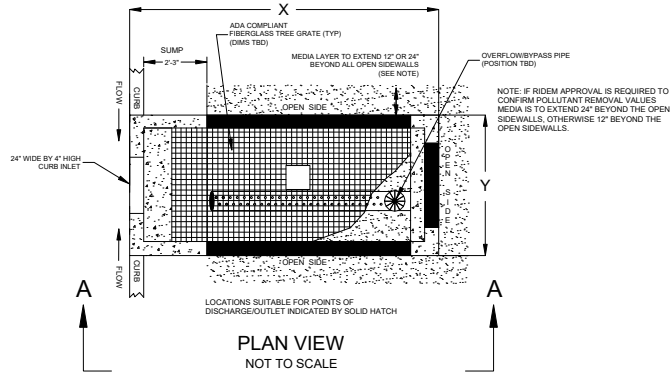 X
ADA COMPLIANT
FIBERGLASS TREE GRATE (TYP)
(DIMS TBD)
SUMP
2'-3"
MEDIA LAYER TO EXTEND 12" OR 24"
BEYOND ALL OPEN SIDEWALLS
(SEE NOTE)
OVERFLOW/BYPASS PIPE
(POSITION TBD)
NOTE: IF RIDEM APPROVAL IS REQUIRED TO
CONFIRM POLLUTANT REMOVAL VALUES
MEDIA IS TO EXTEND 24" BEYOND THE OPEN
SIDEWALLS, OTHERWISE 12" BEYOND THE
OPEN SIDEWALLS.
FLOW
CURB
OPEN SIDE
24" WIDE BY 4" HIGH
CURB INLET
OPEN SIDE
Y
OPEN SIDE
FLOW
CURB
A
A
LOCATIONS SUITABLE FOR POINTS OF
DISCHARGE/OUTLET INDICATED BY SOLID HATCH
PLAN VIEW
NOT TO SCALE